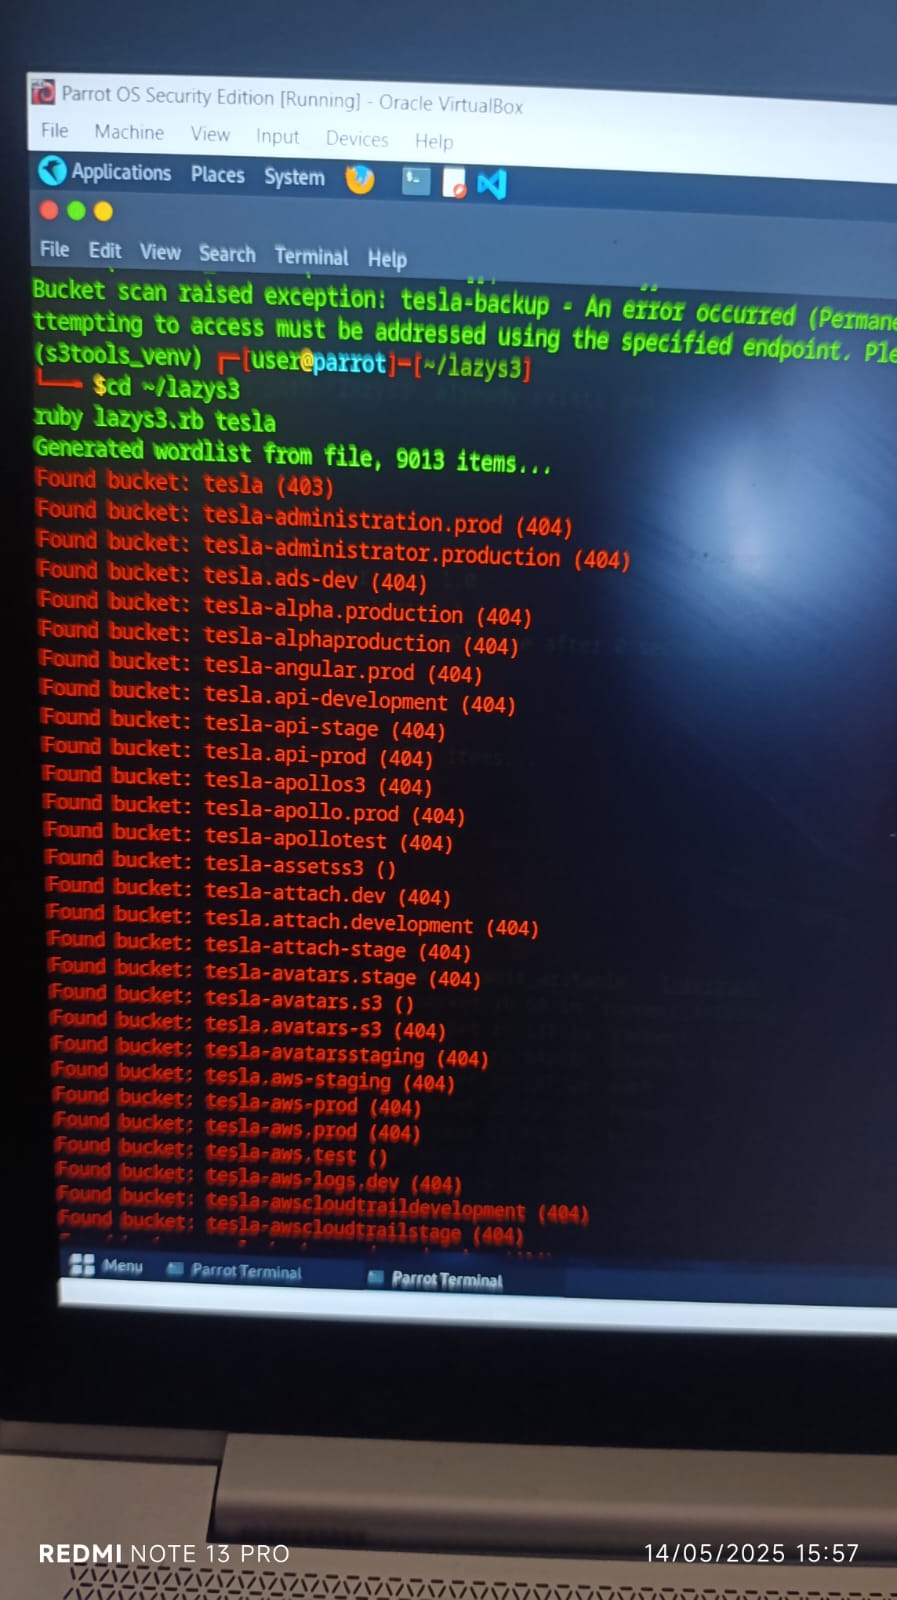 Parrot OS Security Edition [Running] - Oracle VirtualBox
File Machine View Input Devices Help
Applications Places System
File Edit View Search Terminal Help
Bucket scan raised exception: tesla-backup - An error occurred (Permane
ttempting to access must be addressed using the specified endpoint. Ple
(s3tools_venv) ┌─[user@parrot]─[~/lazys3]
└── $cd ~/lazys3
ruby lazys3.rb tesla
Generated wordlist from file, 9013 items...
Found bucket: tesla (403)
Found bucket: tesla-administration.prod (404)
Found bucket: tesla-administrator.production (404)
Found bucket: tesla.ads-dev (404)
Found bucket: tesla-alpha.production (404)
Found bucket: tesla-alphaproduction (404)
Found bucket: tesla-angular.prod (404)
Found bucket: tesla.api-development (404)
Found bucket: tesla-api-stage (404)
Found bucket: tesla.api-prod (404)
Found bucket: tesla-apollos3 (404)
Found bucket: tesla-apollo.prod (404)
Found bucket: tesla-apollotest (404)
Found bucket: tesla-assetss3 ()
Found bucket: tesla-attach.dev (404)
Found bucket: tesla.attach.development (404)
Found bucket: tesla-attach-stage (404)
Found bucket: tesla-avatars.stage (404)
Found bucket: tesla-avatars.s3 ()
Found bucket: tesla.avatars-s3 (404)
Found bucket: tesla-avatarsstaging (404)
Found bucket: tesla.aws-staging (404)
Found bucket: tesla-aws-prod (404)
Found bucket: tesla-aws.prod (404)
Found bucket: tesla-aws.test ()
Found bucket: tesla-aws-logs.dev (404)
Found bucket: tesla-awscloudtraildevelopment (404)
Found bucket: tesla-awscloudtrailstage (404)
Menu Parrot Terminal Parrot Terminal
REDMI NOTE 13 PRO
14/05/2025 15:57